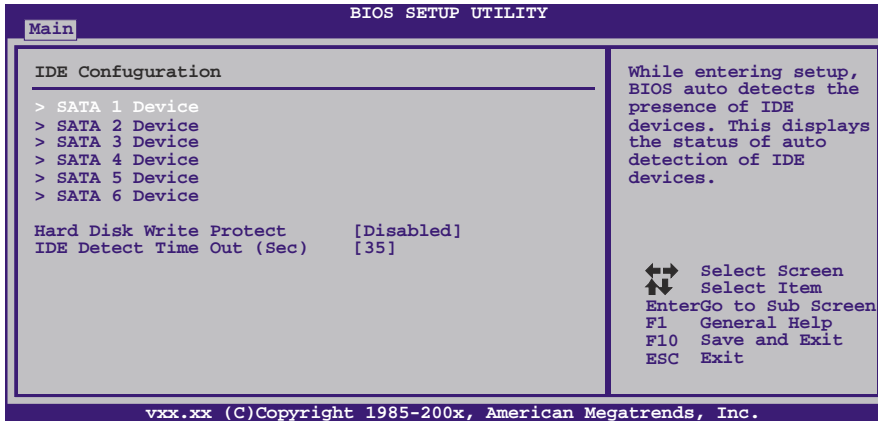 BIOS SETUP UTILITY
Main
IDE Confuguration
> SATA 1 Device
> SATA 2 Device
> SATA 3 Device
> SATA 4 Device
> SATA 5 Device
> SATA 6 Device
Hard Disk Write Protect [Disabled]
IDE Detect Time Out (Sec) [35]
While entering setup,
BIOS auto detects the
presence of IDE
devices. This displays
the status of auto
detection of IDE
devices.
Select Screen
Select Item
EnterGo to Sub Screen
F1 General Help
F10 Save and Exit
ESC Exit
vxx.xx (C)Copyright 1985-200x, American Megatrends, Inc.